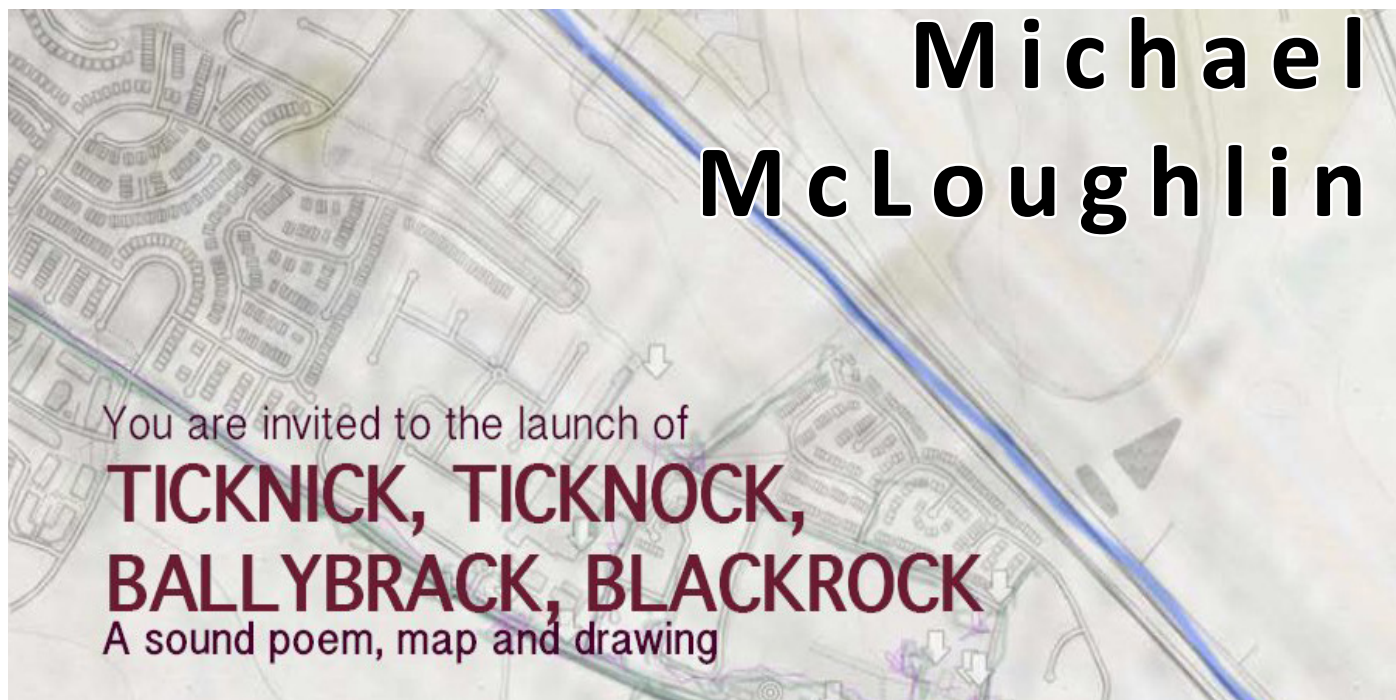 Michael
McLoughlin
You are invited to the launch of
TICKNICK, TICKNOCK,
BALLYBRACK, BLACKROCK
A sound poem, map and drawing